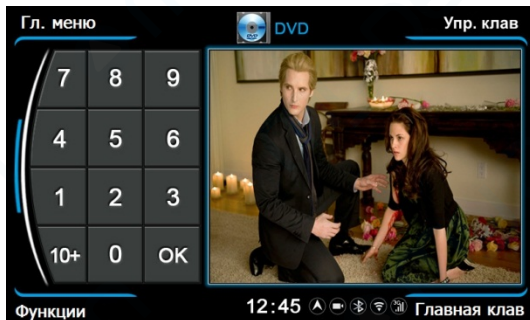 Гл. меню
DVD
Упр. клав
7 8 9
4 5 6
1 2 3
10+ 0 OK
Функции
12:45
Главная клав